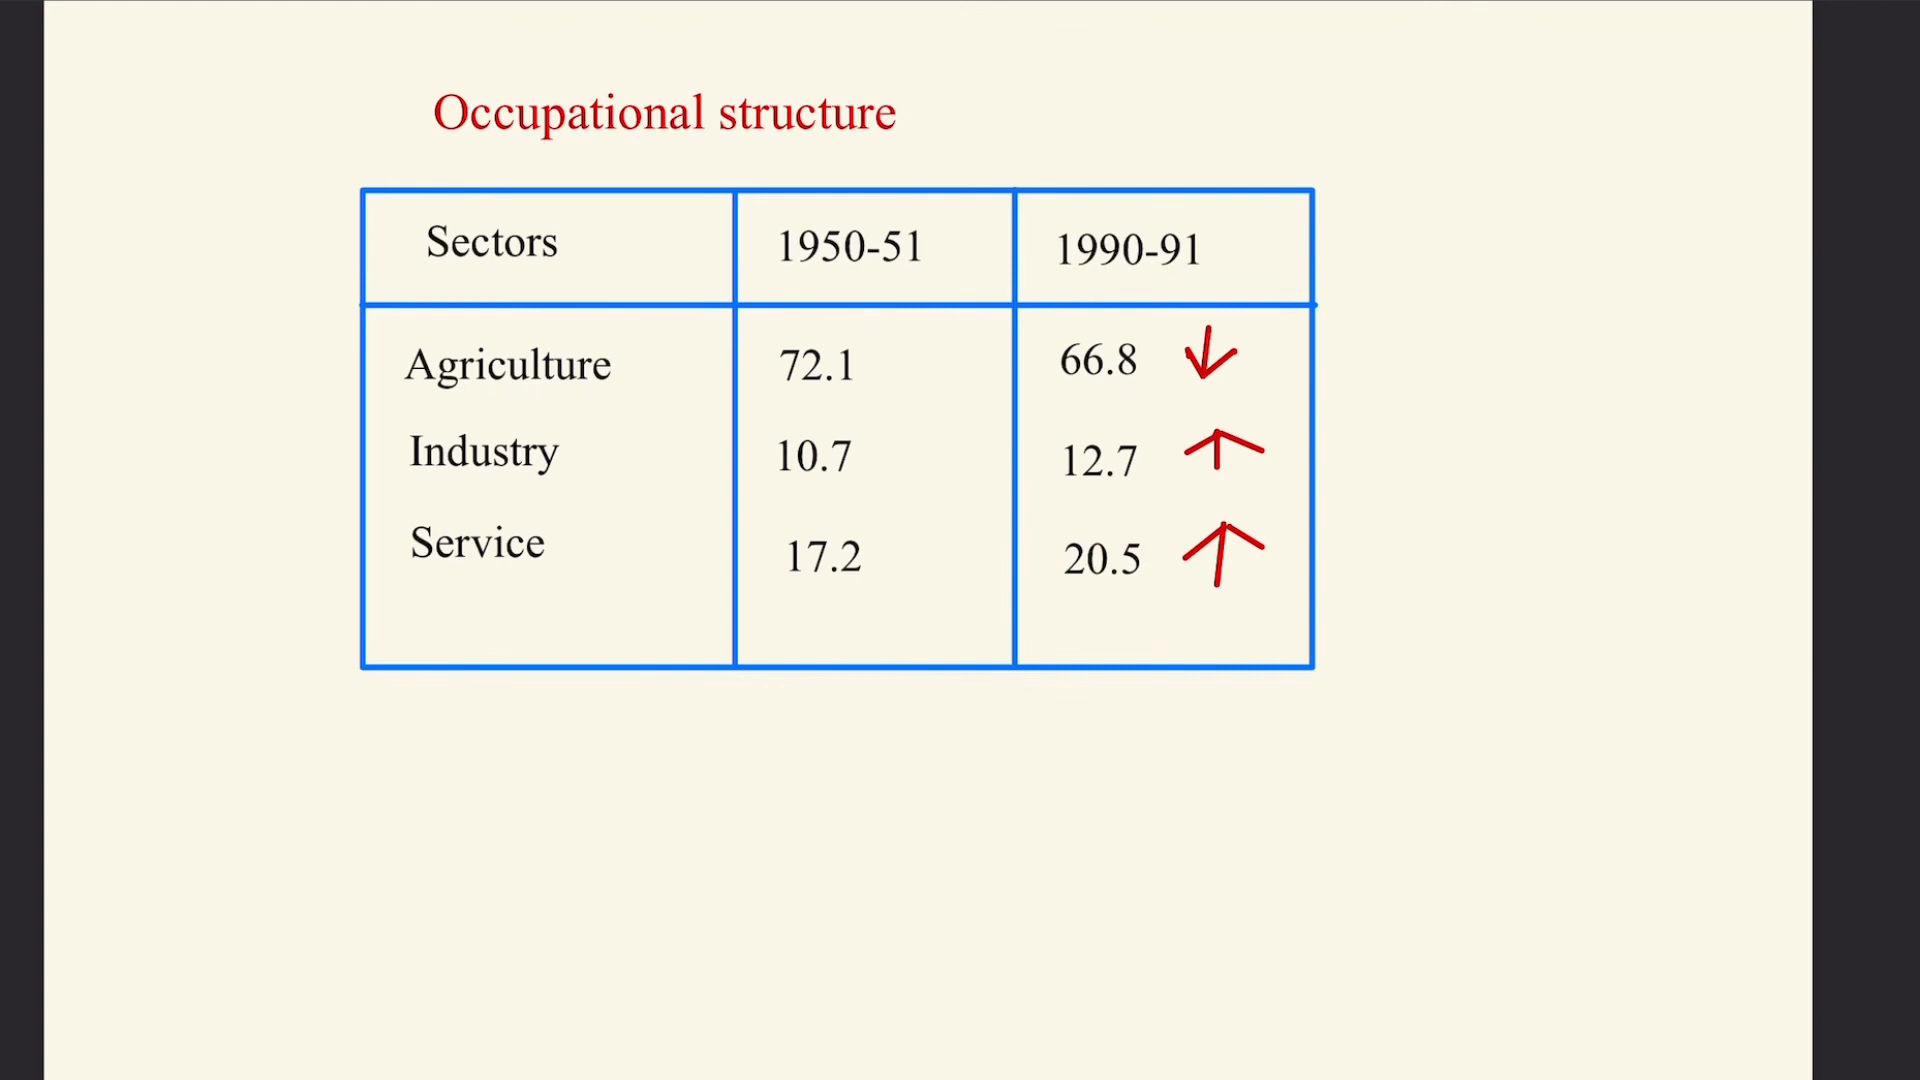 Occupational structure
Sectors 1950-51 1990-91
Agriculture 72.1 66.8
Industry 10.7 12.7
Service 17.2 20.5